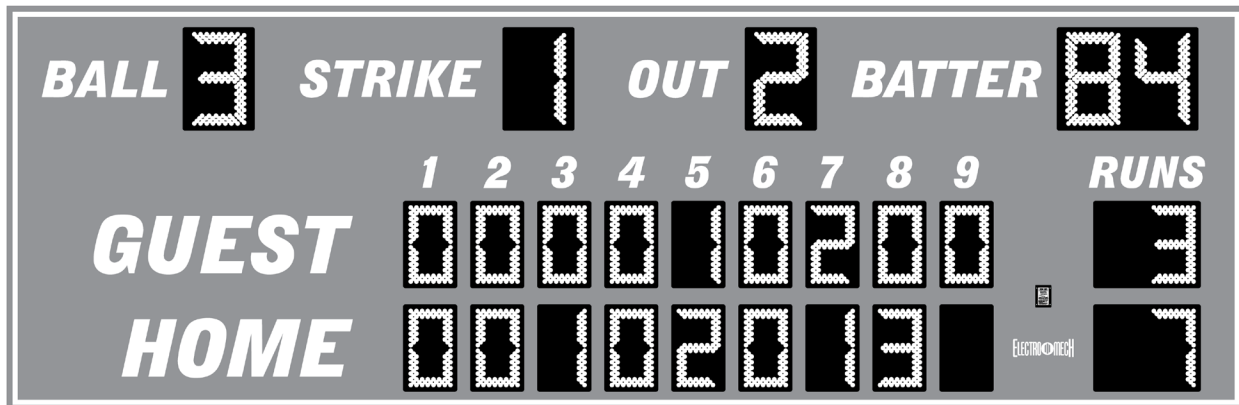 BALL 3 STRIKE 1 OUT 2 BATTER 84
1 2 3 4 5 6 7 8 9 RUNS
GUEST 0 0 0 0 1 0 2 0 0 3
HOME 0 0 1 0 2 0 1 3 7
ELECTRO-MECH